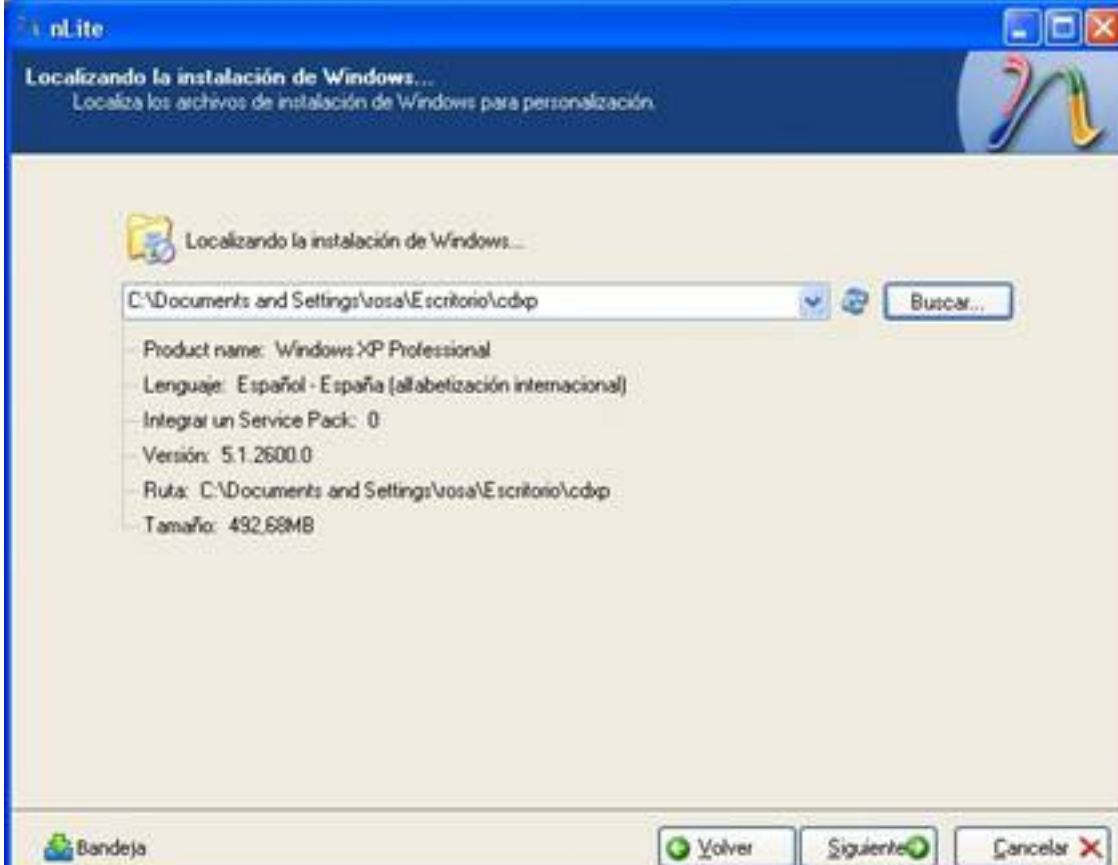 nLite
Localizando la instalación de Windows...
Localiza los archivos de instalación de Windows para personalización.
Localizando la instalación de Windows...
C:\Documents and Settings\rosa\Escritorio\cdxp
Buscar...
Product name: Windows XP Professional
Lenguaje: Español - España (alfabetización internacional)
Integrar un Service Pack: 0
Versión: 5.1.2600.0
Ruta: C:\Documents and Settings\rosa\Escritorio\cdxp
Tamaño: 492,68MB
Bandeja
Volver
Siguiente
Cancelar